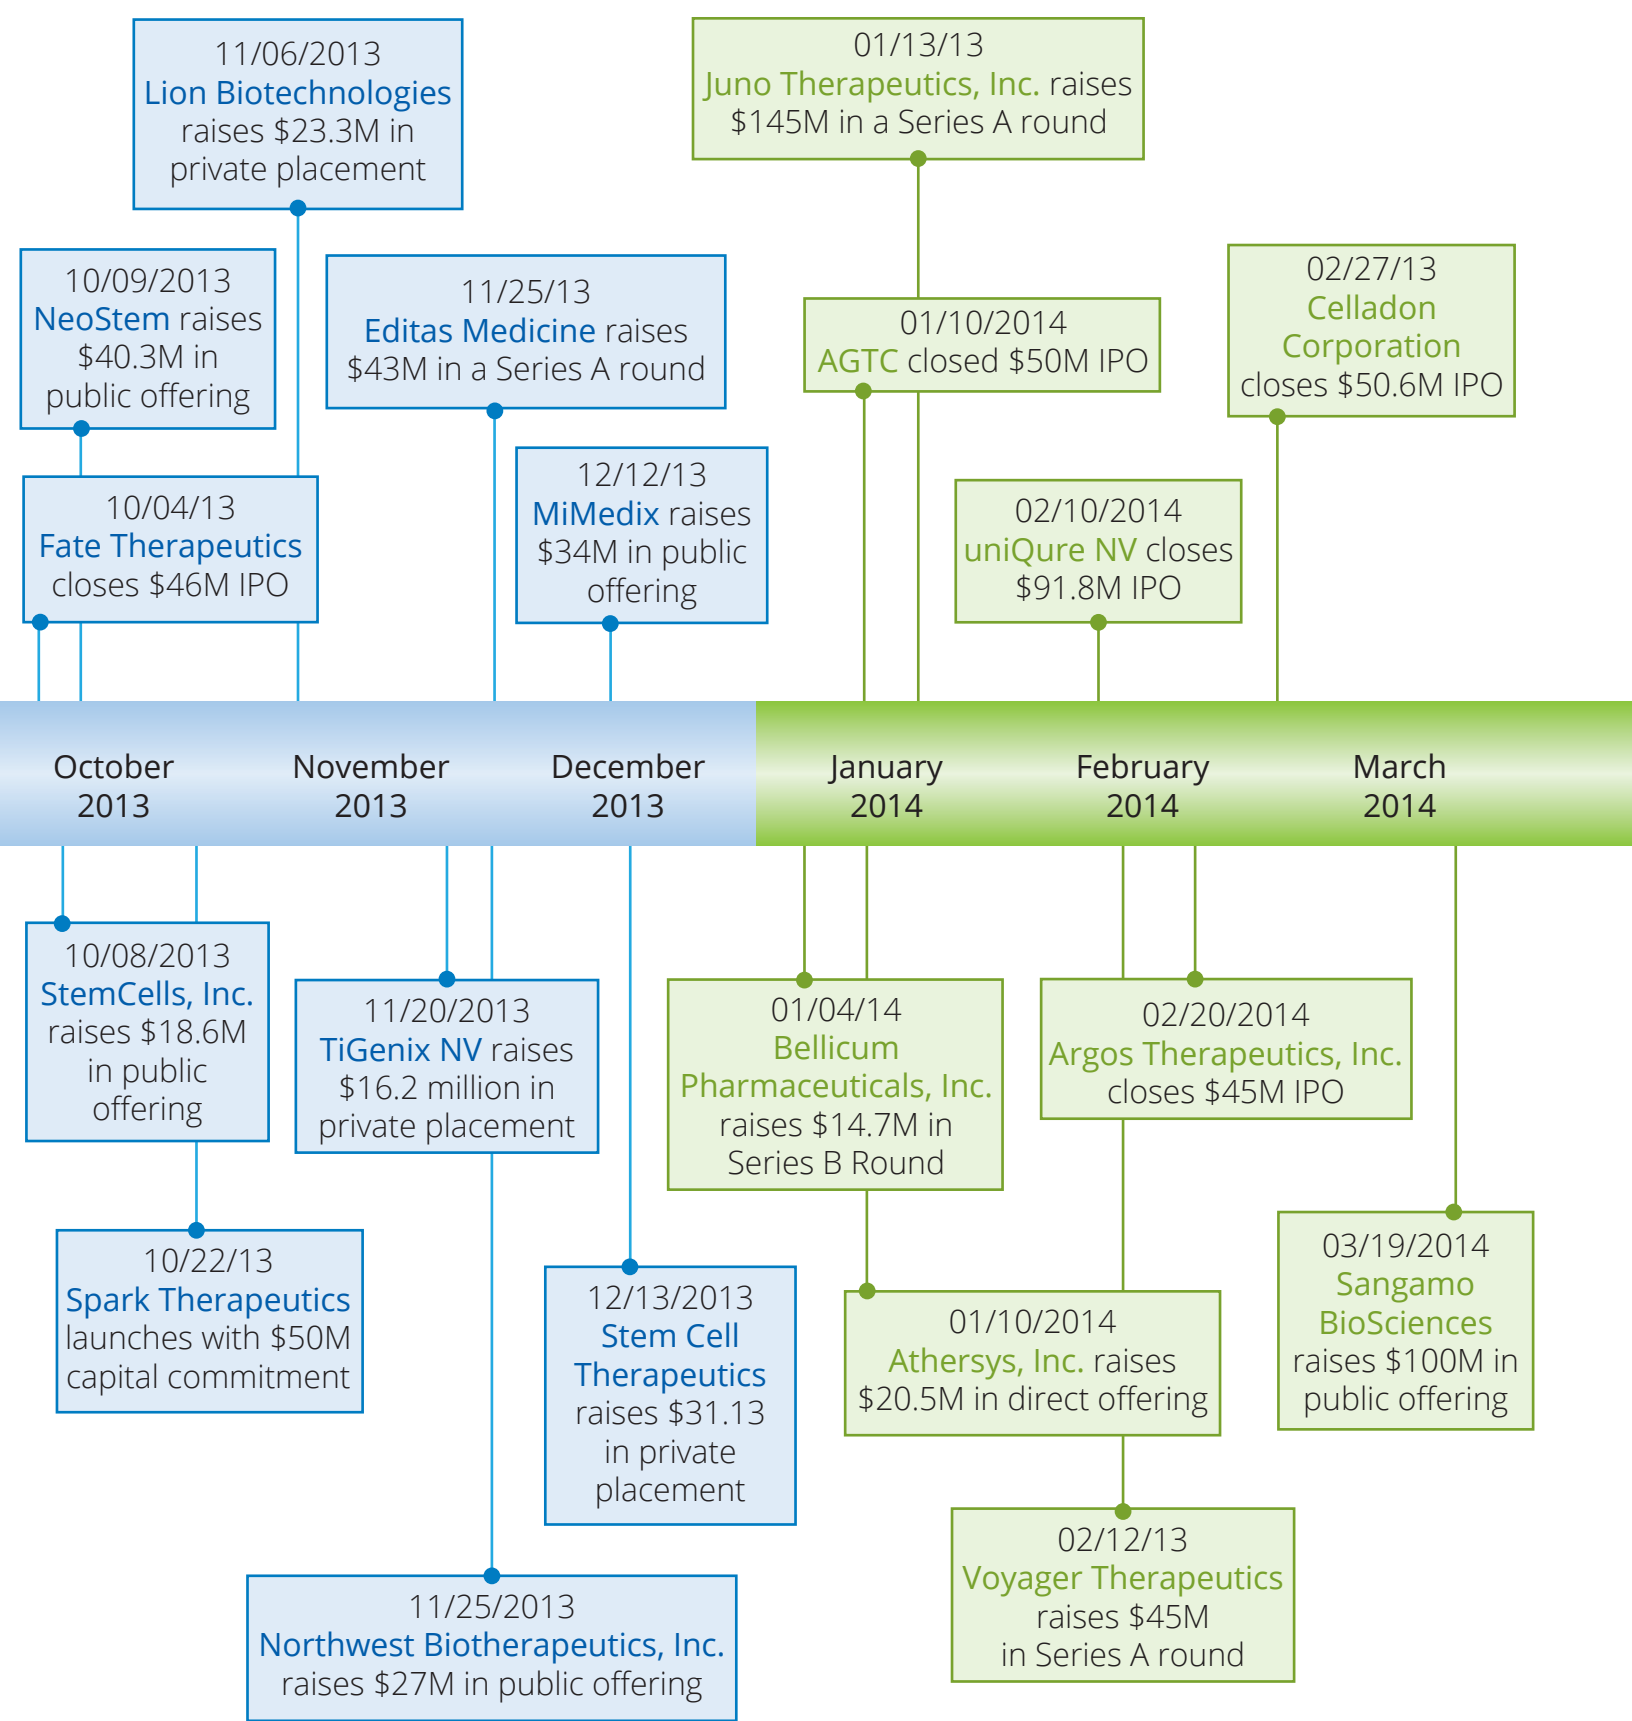 11/06/2013
Lion Biotechnologies
raises $23.3M in
private placement
01/13/13
Juno Therapeutics, Inc. raises
$145M in a Series A round
10/09/2013
NeoStem raises
$40.3M in
public offering
11/25/13
Editas Medicine raises
$43M in a Series A round
01/10/2014
AGTC closed $50M IPO
02/27/13
Celladon
Corporation
closes $50.6M IPO
10/04/13
Fate Therapeutics
closes $46M IPO
12/12/13
MiMedix raises
$34M in public
offering
02/10/2014
uniQure NV closes
$91.8M IPO
October
2013
November
2013
December
2013
January
2014
February
2014
March
2014
10/08/2013
StemCells, Inc.
raises $18.6M
in public
offering
11/20/2013
TiGenix NV raises
$16.2 million in
private placement
01/04/14
Bellicum
Pharmaceuticals, Inc.
raises $14.7M in
Series B Round
02/20/2014
Argos Therapeutics, Inc.
closes $45M IPO
10/22/13
Spark Therapeutics
launches with $50M
capital commitment
12/13/2013
Stem Cell
Therapeutics
raises $31.13
in private
placement
01/10/2014
Athersys, Inc. raises
$20.5M in direct offering
03/19/2014
Sangamo
BioSciences
raises $100M in
public offering
11/25/2013
Northwest Biotherapeutics, Inc.
raises $27M in public offering
02/12/13
Voyager Therapeutics
raises $45M
in Series A round